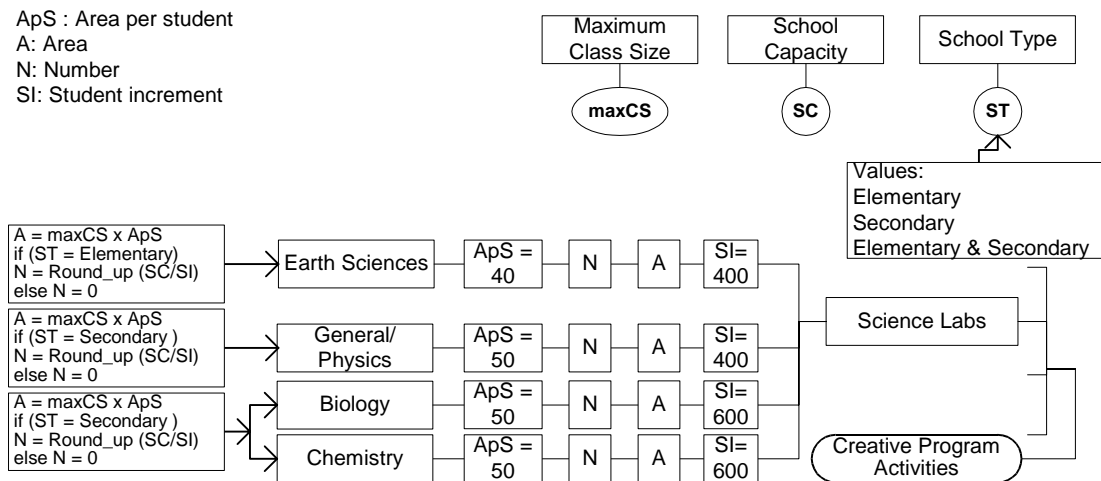 ApS : Area per student
A: Area
N: Number
SI: Student increment
Maximum
Class Size
School
Capacity
School Type
maxCS
SC
ST
Values:
Elementary
Secondary
Elementary & Secondary
A = maxCS x ApS
if (ST = Elementary)
N = Round_up (SC/SI)
else N = 0
Earth Sciences
ApS =
40
N
A
SI=
400
A = maxCS x ApS
if (ST = Secondary )
N = Round_up (SC/SI)
else N = 0
General/
Physics
ApS =
50
N
A
SI=
400
Science Labs
A = maxCS x ApS
if (ST = Secondary )
N = Round_up (SC/SI)
else N = 0
Biology
ApS =
50
N
A
SI=
600
Chemistry
ApS =
50
N
A
SI=
600
Creative Program
Activities